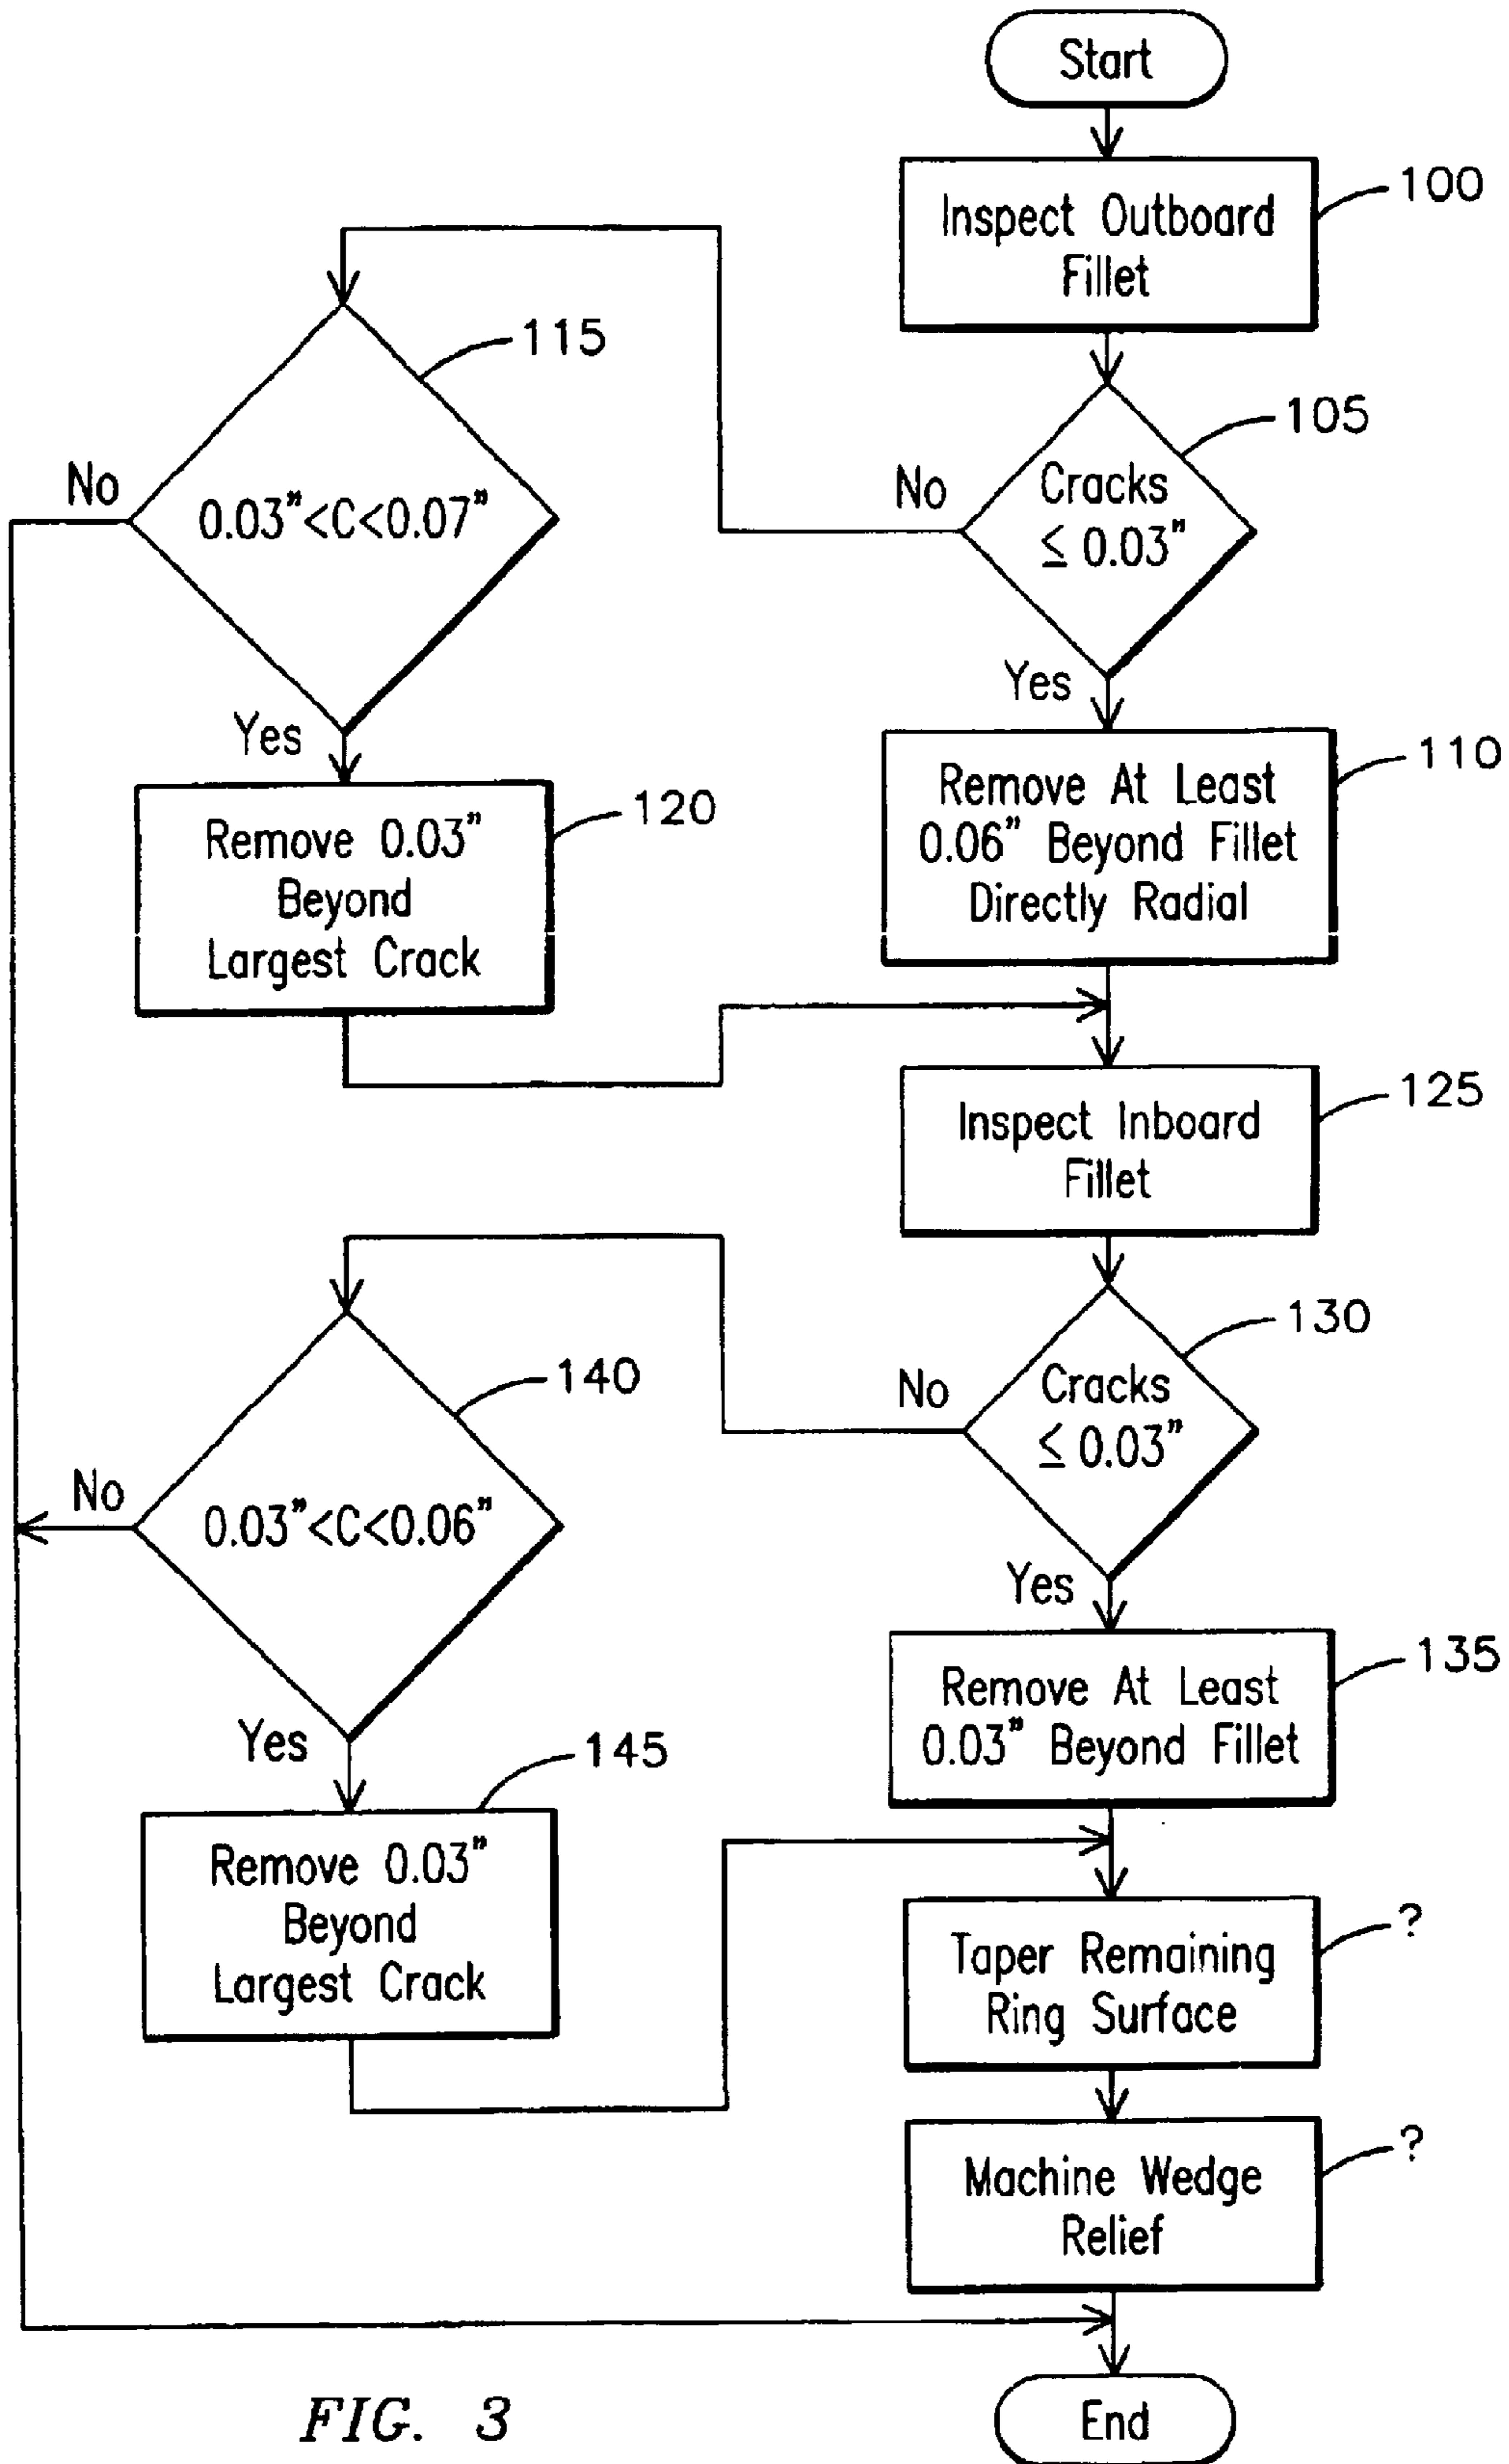 Start
Inspect Outboard
Fillet
100
Cracks
≤ 0.03"
105
No
Yes
0.03"<C<0.07"
115
No
Yes
Remove 0.03"
Beyond
Largest Crack
120
Remove At Least
0.06" Beyond Fillet
Directly Radial
110
Inspect Inboard
Fillet
125
Cracks
≤ 0.03"
130
No
Yes
0.03"<C<0.06"
140
No
Yes
Remove 0.03"
Beyond
Largest Crack
145
Remove At Least
0.03" Beyond Fillet
135
Taper Remaining
Ring Surface
?
Machine Wedge
Relief
?
End
FIG. 3